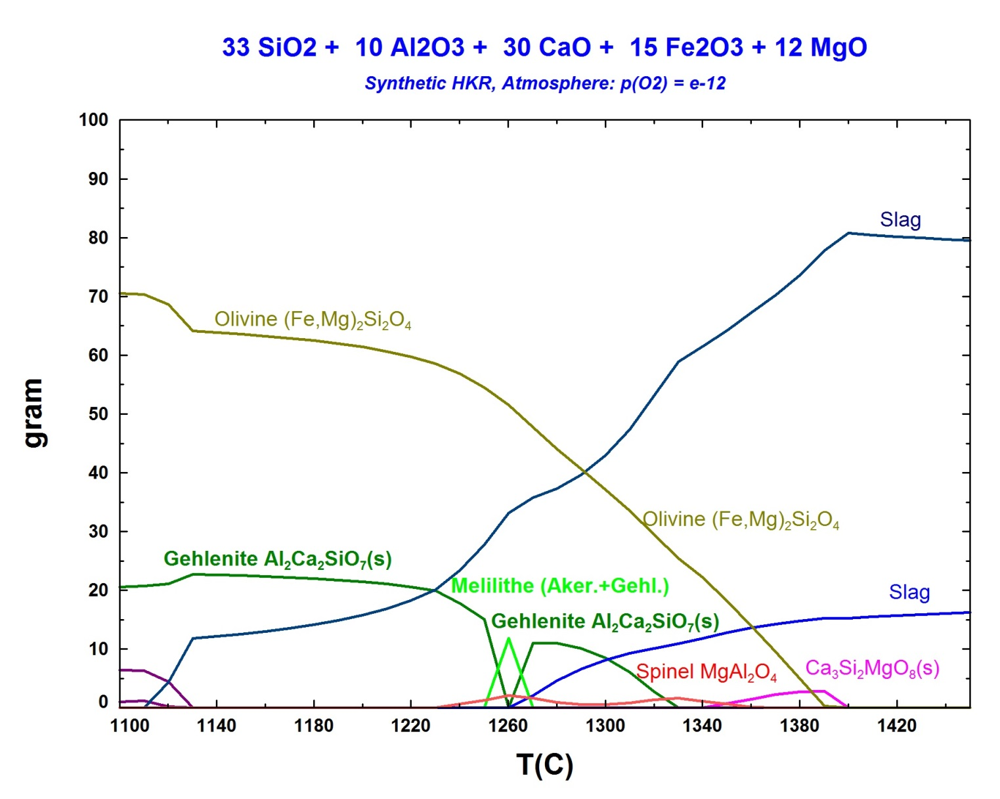 33 SiO2 + 10 Al2O3 + 30 CaO + 15 Fe2O3 + 12 MgO
Synthetic HKR, Atmosphere: p(O2) = e-12
100
90
80
70
60
50
40
30
20
10
0
gram
Slag
Olivine (Fe,Mg)₂Si₂O₄
Olivine (Fe,Mg)₂Si₂O₄
Gehlenite Al₂Ca₂SiO₇(s)
Melilithe (Aker.+Gehl.)
Slag
Gehlenite Al₂Ca₂SiO₇(s)
Spinel MgAl₂O₄
Ca₃Si₂MgO₈(s)
1100 1140 1180 1220 1260 1300 1340 1380 1420
T(C)